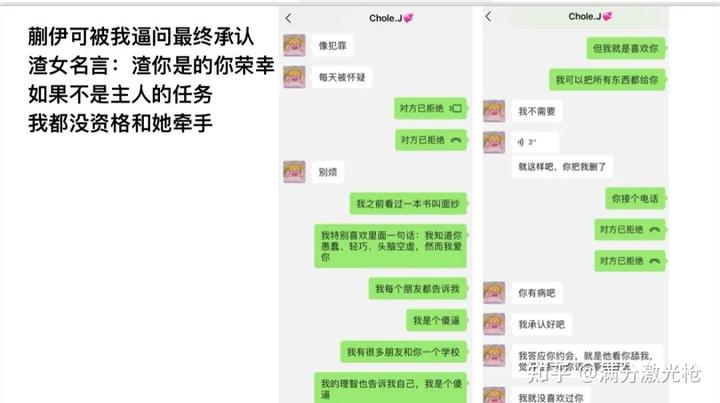 蒯伊可被我逼问最终承认
渣女名言：渣你是的你荣幸
如果不是主人的任务
我都没资格和她牵手
Chole.J💞
像犯罪
每天被怀疑
对方已拒绝
对方已拒绝
别烦
我之前看过一本书叫面纱
我特别喜欢里面一句话：我知道你
愚蠢、轻巧、头脑空虚，然而我爱
你
我每个朋友都告诉我
我是个傻逼
我有很多朋友和你一个学校
我的理智也告诉我自己，我是个傻
逼
Chole.J💞
但我就是喜欢你
我可以把所有东西都给你
我不需要
3"
就这样吧，你把我删了
你接个电话
对方已拒绝
对方已拒绝
你有病吧
我承认好吧
我答应你约会，就是他看你舔我，
我就没喜欢过你
知乎 @满分激光枪